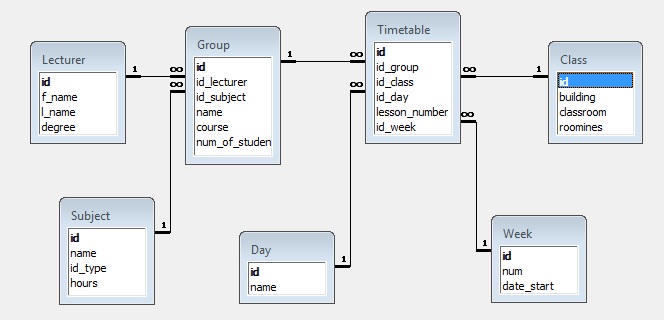 Lecturer
id
f_name
l_name
degree
Group
id
id_lecturer
id_subject
name
course
num_of_studen
Timetable
id
id_group
id_class
id_day
lesson_number
id_week
Class
id
building
classroom
roomines
Subject
id
name
id_type
hours
Day
id
name
Week
id
num
date_start
1
∞
∞
1
1
∞
∞
1
∞
1
∞
1